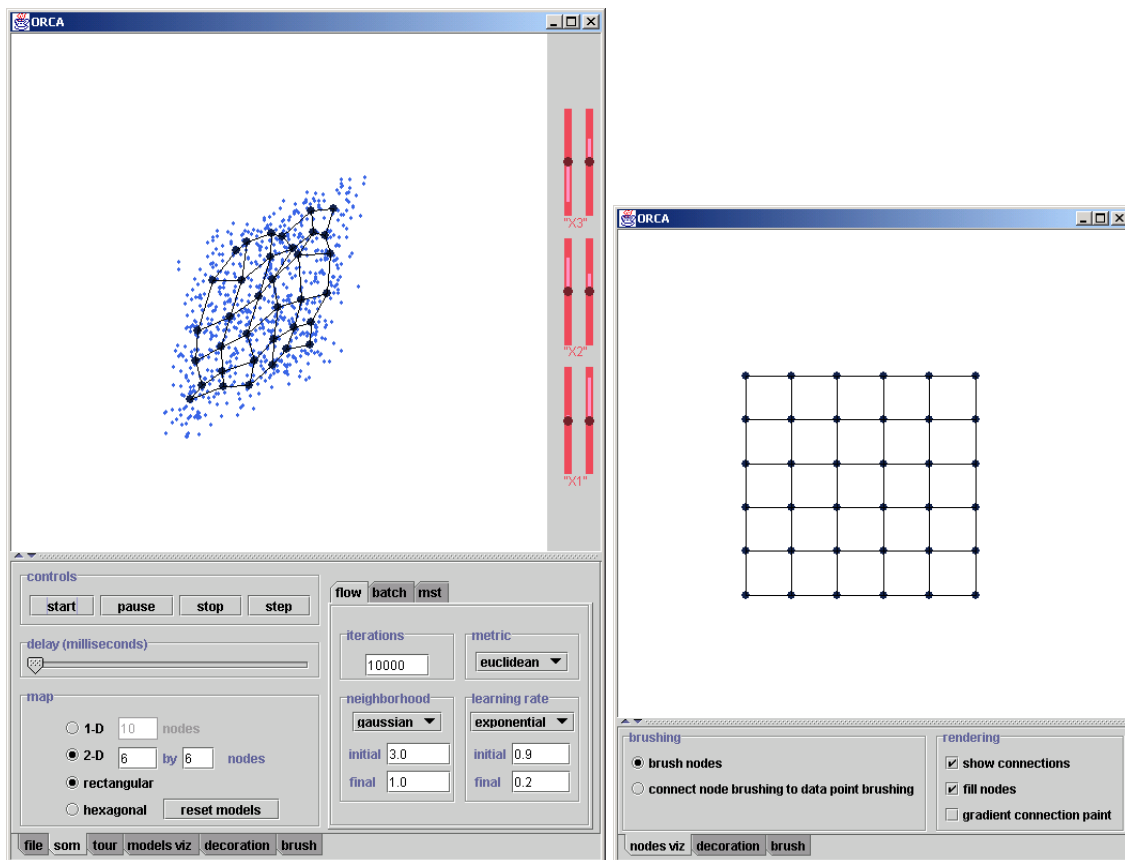 ORCA
"X3"
"X2"
"X1"
controls
start pause stop step
delay (milliseconds)
map
1-D 10 nodes
2-D 6 by 6 nodes
rectangular
hexagonal reset models
flow batch mst
iterations metric
10000 euclidean
neighborhood learning rate
gaussian exponential
initial 3.0 initial 0.9
final 1.0 final 0.2
file som tour models viz decoration brush
ORCA
brushing
brush nodes
connect node brushing to data point brushing
rendering
show connections
fill nodes
gradient connection paint
nodes viz decoration brush